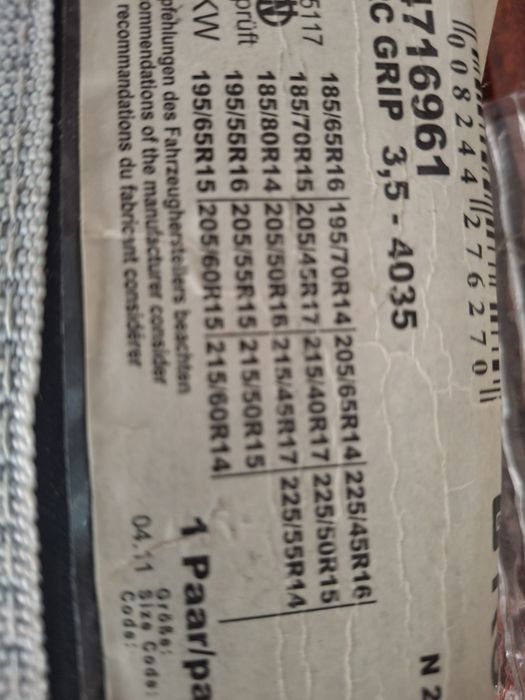 008244 276270
716961
C GRIP 3,5 - 4035
N
5117
prüft
KW
185/65R16 195/70R14 205/65R14 225/45R16
185/70R15 205/45R17 215/40R17 225/50R15
185/80R14 205/50R16 215/45R17 225/55R14
195/55R16 205/55R15 215/50R15
195/65R15 205/60R15 215/60R14
pfehlungen des Fahrzeugherstellers beachten
ommendations of the manufacturer consider
recommandations du fabricant considérer
1 Paar/pa
04.11
Größe:
Size Code:
Code: